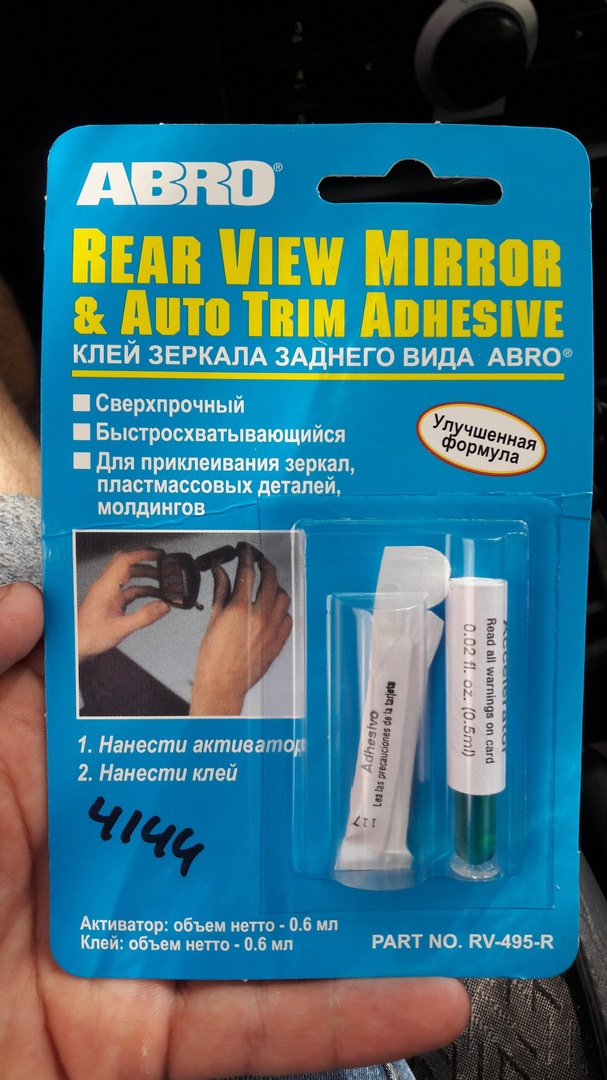 ABRO®
REAR VIEW MIRROR
& AUTO TRIM ADHESIVE
КЛЕЙ ЗЕРКАЛА ЗАДНЕГО ВИДА ABRO®
Сверхпрочный
Быстросхватывающийся
Для приклеивания зеркал,
пластмассовых деталей,
молдингов
Улучшенная
формула
Accelerator
Read all warnings on card
0.02 fl. oz. (0.5ml)
Adhesivo
Lea las precauciones de la tarjeta
117
1. Нанести активатор
2. Нанести клей
4144
Активатор: объем нетто - 0.6 мл
Клей: объем нетто - 0.6 мл
PART NO. RV-495-R